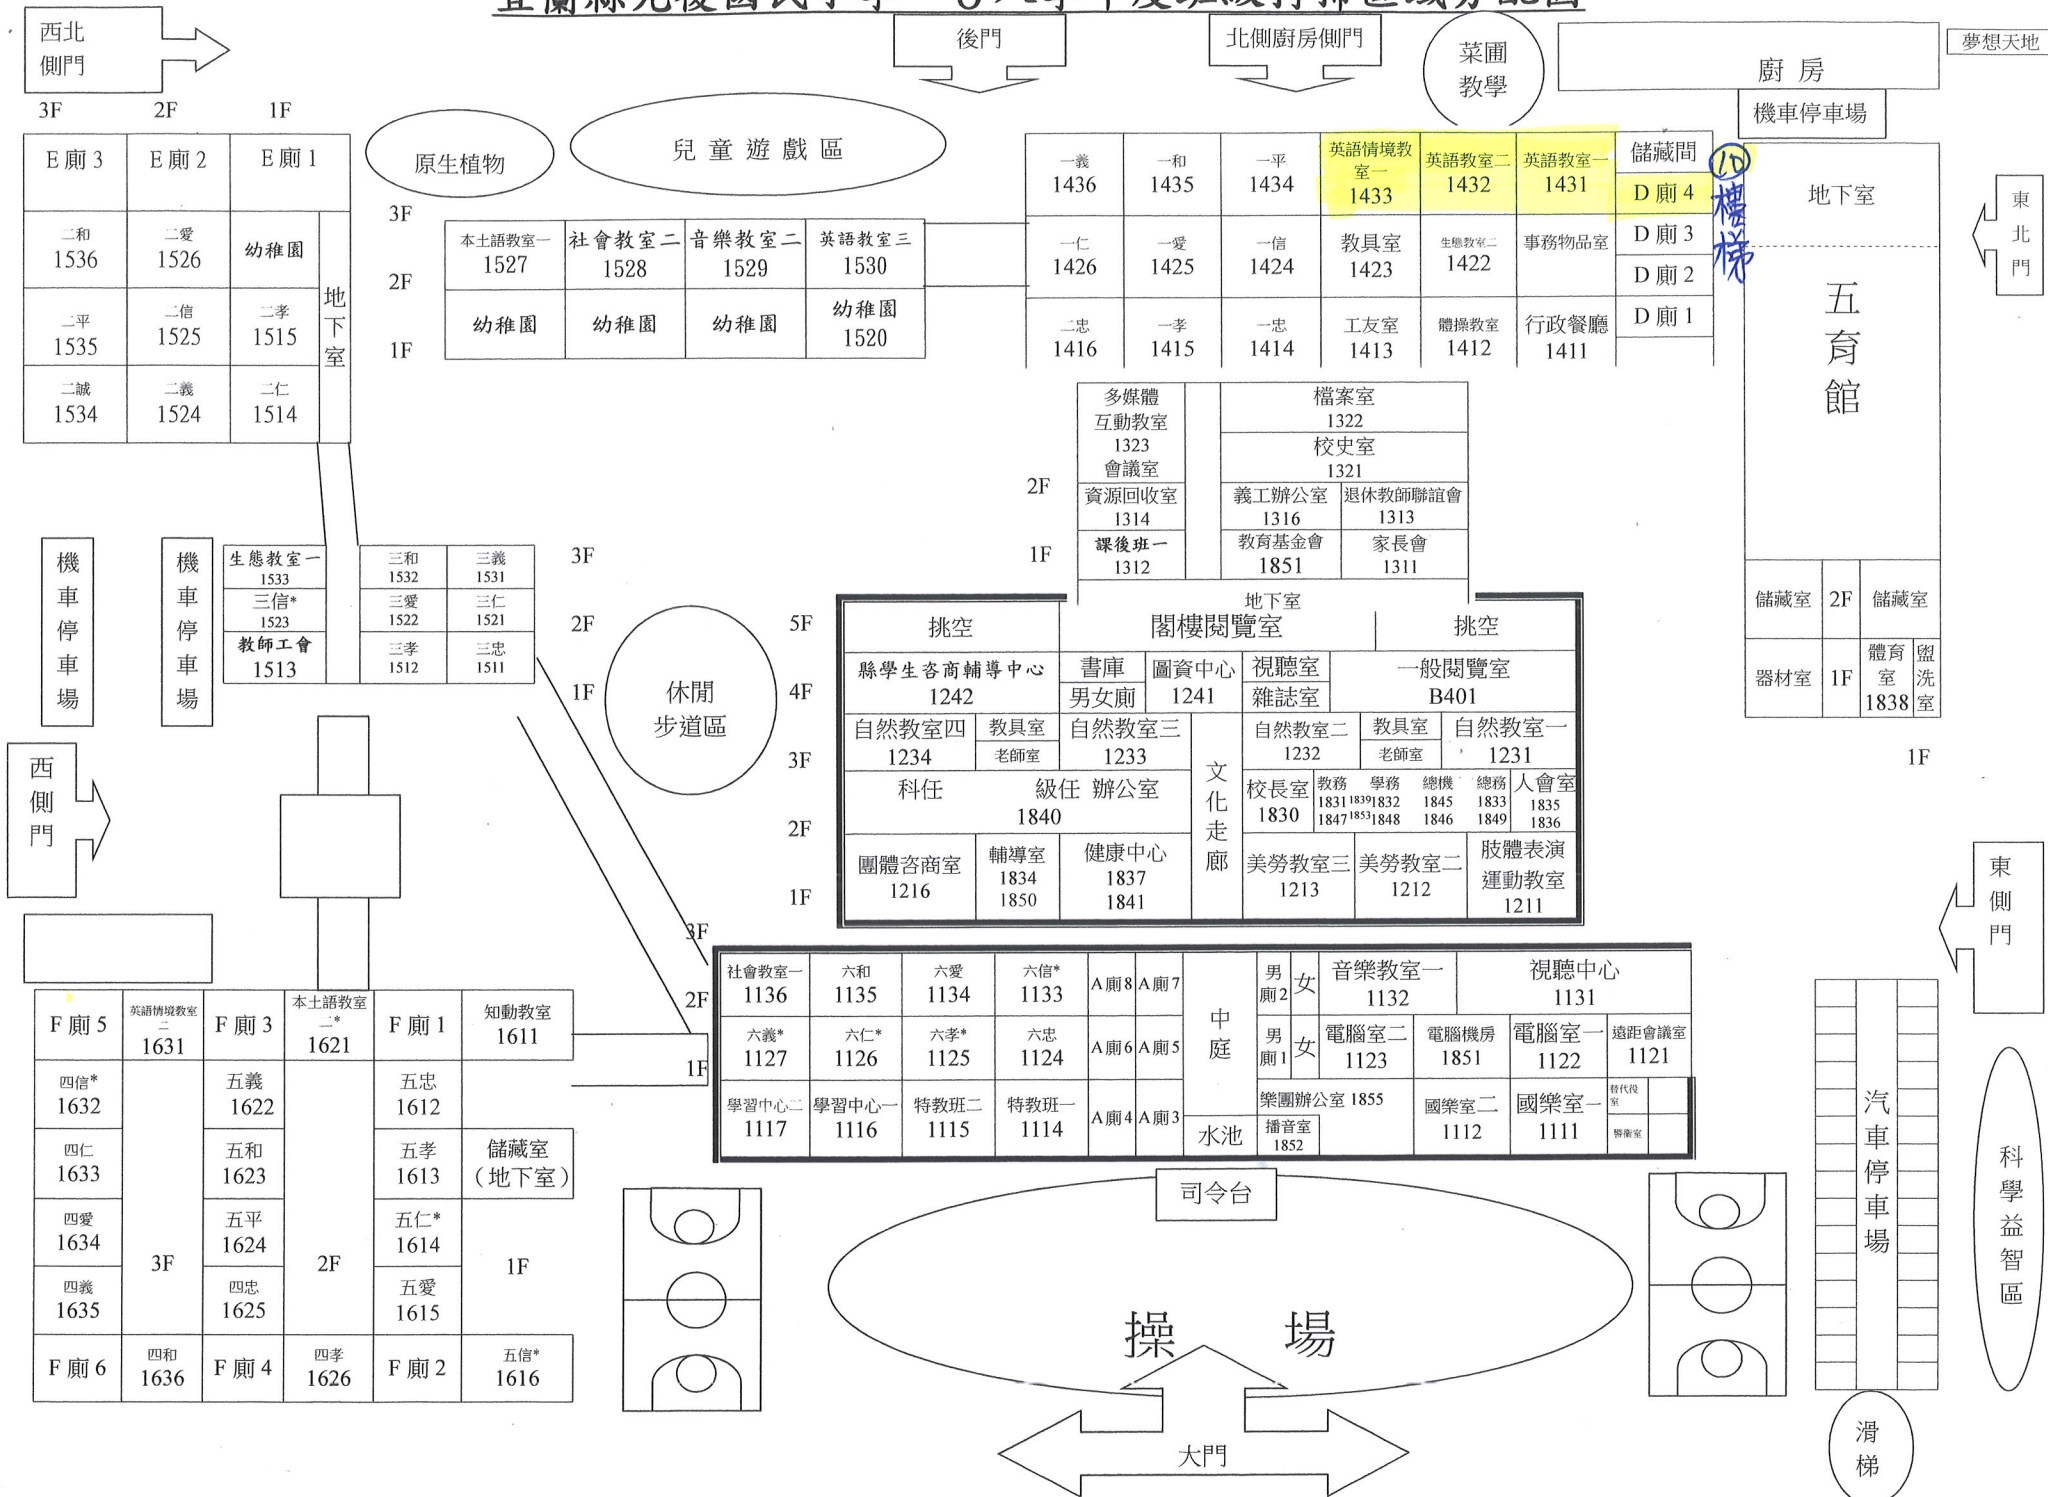 西北
側門
後門
北側廚房側門
菜圃
教學
廚 房
夢想天地
機車停車場
3F 2F 1F
E 廁 3 E 廁 2 E 廁 1
二和
1536
二愛
1526
幼稚園
二平
1535
二信
1525
二孝
1515
二誠
1534
二義
1524
二仁
1514
地下室
原生植物
兒童遊戲區
3F
2F
1F
本土語教室一
1527
社會教室二
1528
音樂教室二
1529
英語教室三
1530
幼稚園
幼稚園
幼稚園
幼稚園
1520
一義
1436
一和
1435
一平
1434
英語情境教
室一
1433
英語教室二
1432
英語教室一
1431
儲藏間
D 廁 4
一仁
1426
一愛
1425
一信
1424
教具室
1423
生態教室二
1422
事務物品室
D 廁 3
D 廁 2
二忠
1416
一孝
1415
一忠
1414
工友室
1413
體操教室
1412
行政餐廳
1411
D 廁 1
⑩樓梯
地下室
五育館
東北門
儲藏室 2F 儲藏室
器材室 1F
體育
室
1838
盥洗室
1F
多媒體
互動教室
1323
會議室
檔案室
1322
校史室
1321
2F
資源回收室
1314
義工辦公室
1316
退休教師聯誼會
1313
1F
課後班一
1312
教育基金會
1851
家長會
1311
地下室
機車停車場
機車停車場
生態教室一
1533
三和
1532
三義
1531
三信*
1523
三愛
1522
三仁
1521
教師工會
1513
三孝
1512
三忠
1511
3F
2F
1F
休閒
步道區
5F
4F
3F
2F
1F
挑空
閣樓閱覽室
挑空
縣學生咨商輔導中心
1242
書庫
男女廁
圖資中心
1241
視聽室
雜誌室
一般閱覽室
B401
自然教室四
1234
教具室
老師室
自然教室三
1233
文化走廊
自然教室二
1232
教具室
老師室
自然教室一
1231
科任 級任 辦公室
1840
校長室
1830
教務 學務 總機 總務
1831 1839 1832 1845 1833
1847 1853 1848 1846 1849
人會室
1835
1836
團體咨商室
1216
輔導室
1834
1850
健康中心
1837
1841
美勞教室三
1213
美勞教室二
1212
肢體表演
運動教室
1211
西側門
東側門
3F
2F
1F
社會教室一
1136
六和
1135
六愛
1134
六信*
1133
A廁8 A廁7
中庭
男廁2 女
音樂教室一
1132
視聽中心
1131
六義*
1127
六仁*
1126
六孝*
1125
六忠
1124
A廁6 A廁5
男廁1 女
電腦室二
1123
電腦機房
1851
電腦室一
1122
遠距會議室
1121
學習中心二
1117
學習中心一
1116
特教班二
1115
特教班一
1114
A廁4 A廁3
水池
樂團辦公室 1855
播音室
1852
國樂室二
1112
國樂室一
1111
替代役室
警衛室
F 廁 5
英語情境教室
二
1631
F 廁 3
本土語教室
二*
1621
F 廁 1
知動教室
1611
四信*
1632
五義
1622
五忠
1612
四仁
1633
五和
1623
五孝
1613
儲藏室
（地下室）
四愛
1634
五平
1624
五仁*
1614
3F 2F 1F
四義
1635
四忠
1625
五愛
1615
F 廁 6
四和
1636
F 廁 4
四孝
1626
F 廁 2
五信*
1616
司令台
操 場
大門
汽車停車場
科學益智區
滑梯